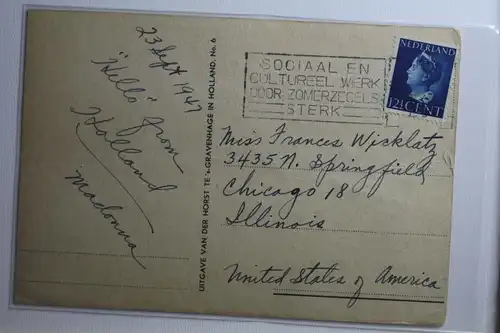 23 Sept 1947
"Hello" from
Holland
Madonna
UITGAVE VAN DER HORST TE 's-GRAVENHAGE IN HOLLAND, No. 6
SOCIAAL EN
CULTUREEL WERK
DOOR ZOMERZEGELS
STERK
NEDERLAND
12½ CENT
Miss Frances Wicklatz
3435 N. Springfield
Chicago 18
Illinois
United States of America